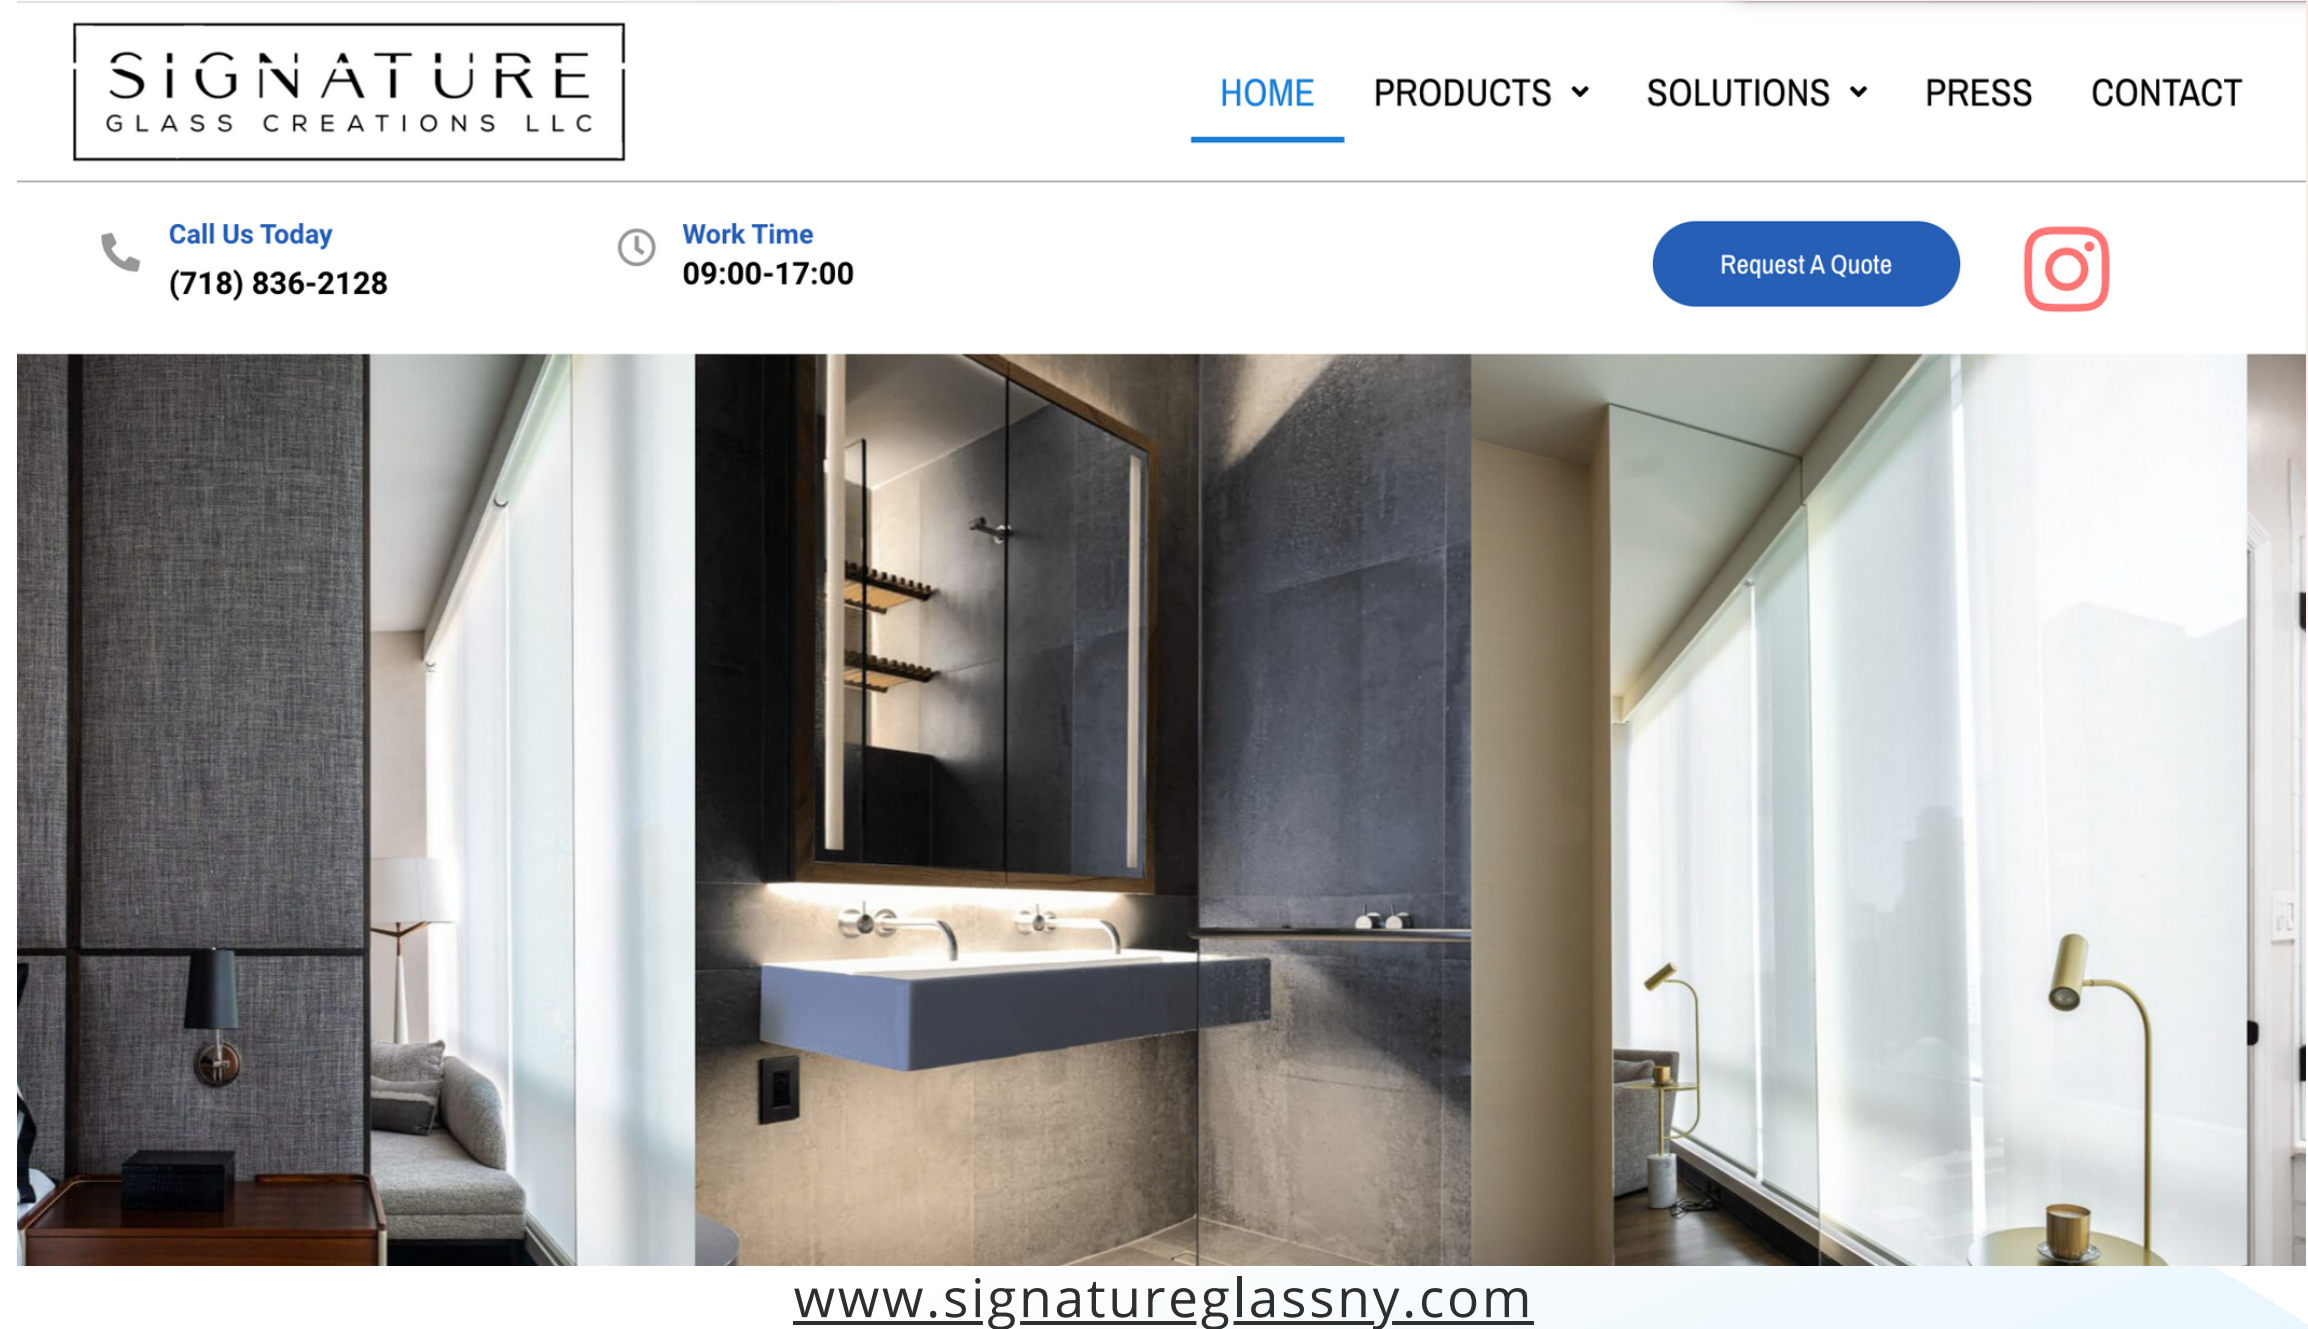 SIGNATURE
GLASS CREATIONS LLC
HOME PRODUCTS SOLUTIONS PRESS CONTACT
Call Us Today
(718) 836-2128
Work Time
09:00-17:00
Request A Quote
www.signatureglassny.com